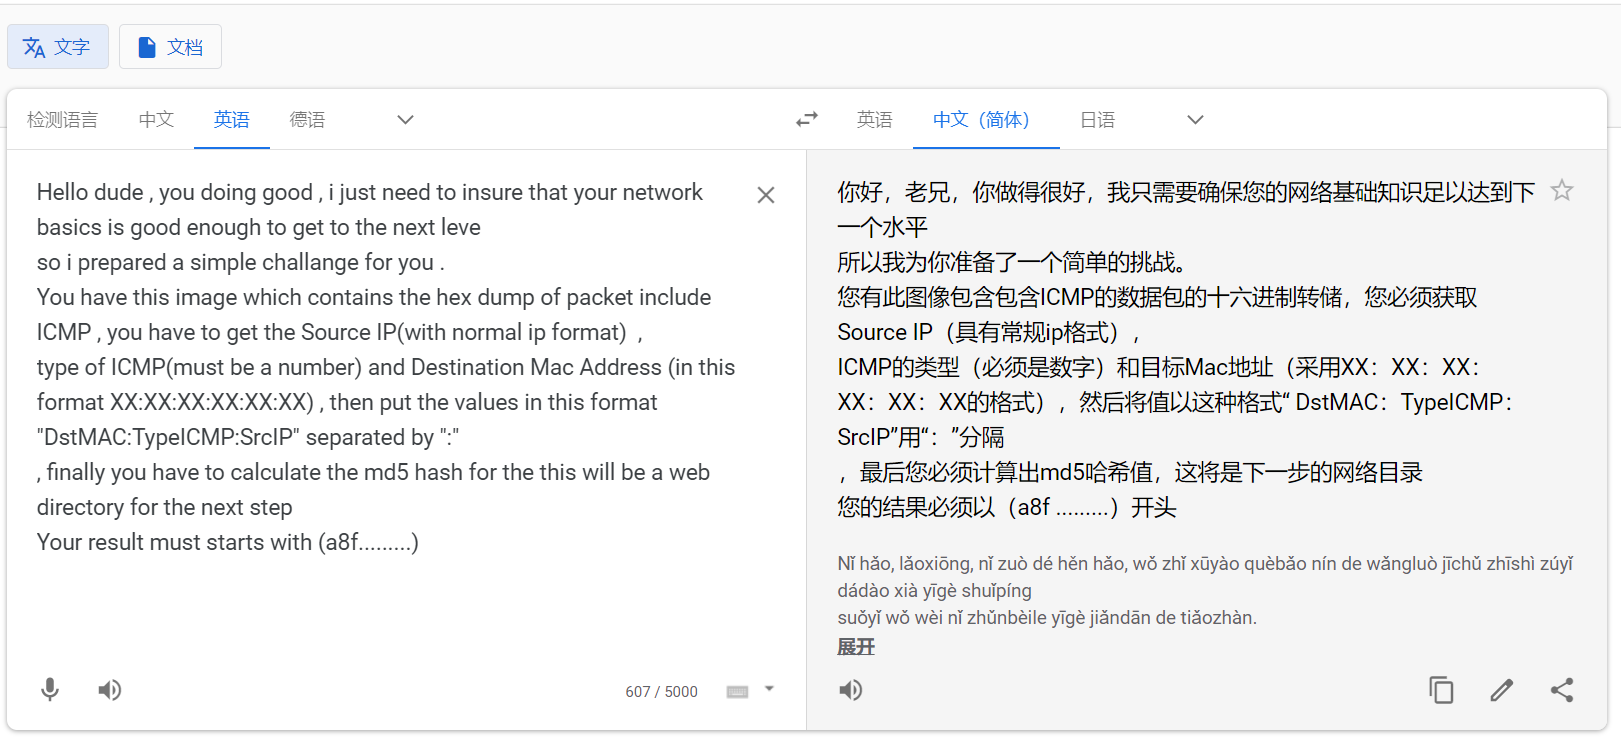 文字
文档
检测语言
中文
英语
德语
英语
中文（简体）
日语
Hello dude , you doing good , i just need to insure that your network
basics is good enough to get to the next leve
so i prepared a simple challange for you .
You have this image which contains the hex dump of packet include
ICMP , you have to get the Source IP(with normal ip format)  ,
type of ICMP(must be a number) and Destination Mac Address (in this
format XX:XX:XX:XX:XX:XX) , then put the values in this format
"DstMAC:TypeICMP:SrcIP" separated by ":"
, finally you have to calculate the md5 hash for the this will be a web
directory for the next step
Your result must starts with (a8f.........)
607 / 5000
你好，老兄，你做得很好，我只需要确保您的网络基础知识足以达到下
一个水平
所以我为你准备了一个简单的挑战。
您有此图像包含包含ICMP的数据包的十六进制转储，您必须获取
Source IP（具有常规ip格式），
ICMP的类型（必须是数字）和目标Mac地址（采用XX：XX：XX：
XX：XX：XX的格式），然后将值以这种格式“ DstMAC：TypeICMP：
SrcIP”用“：”分隔
，最后您必须计算出md5哈希值，这将是下一步的网络目录
您的结果必须以（a8f .........）开头
Nǐ hǎo, lǎoxiōng, nǐ zuò dé hěn hǎo, wǒ zhǐ xūyào quèbǎo nín de wǎngluò jīchǔ zhīshì zúyǐ
dádào xià yīgè shuǐpíng
suǒyǐ wǒ wèi nǐ zhǔnbèile yīgè jiǎndān de tiǎozhàn.
展开